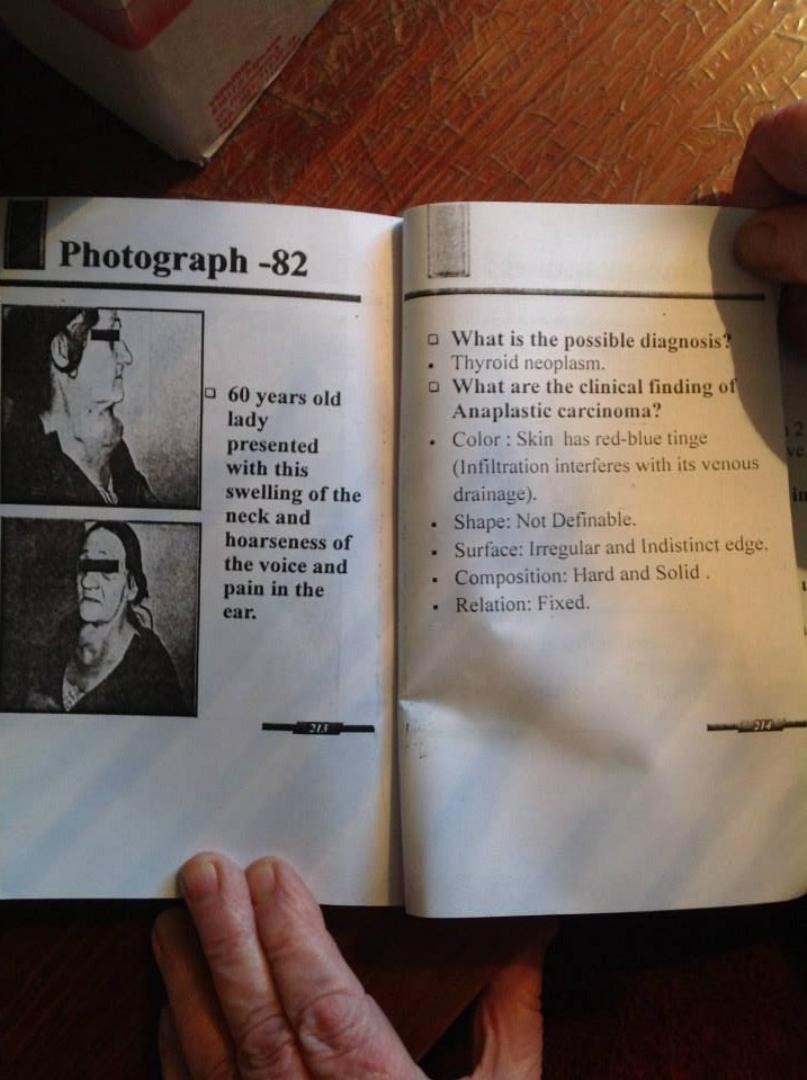 Photograph -82
60 years old
lady
presented
with this
swelling of the
neck and
hoarseness of
the voice and
pain in the
ear.
213
What is the possible diagnosis?
Thyroid neoplasm.
What are the clinical finding of
Anaplastic carcinoma?
Color : Skin has red-blue tinge
(Infiltration interferes with its venous
drainage).
Shape: Not Definable.
Surface: Irregular and Indistinct edge.
Composition: Hard and Solid .
Relation: Fixed.
214